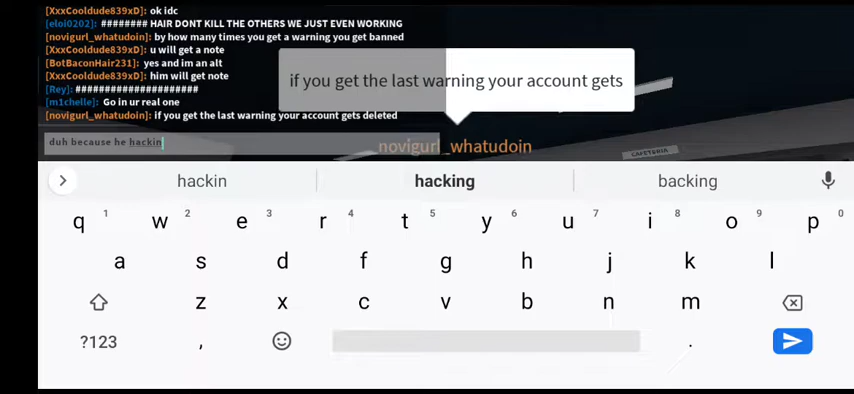 [XxxCooldude839xD]: ok idc
[eloi0202]: ######## HAIR DONT KILL THE OTHERS WE JUST EVEN WORKING
[novigurl_whatudoin]: by how many times you get a warning you get banned
[XxxCooldude839xD]: u will get a note
[BotBaconHair231]: yes and im an alt
[XxxCooldude839xD]: him will get note
[Rey]: ####################
[m1chelle]: Go in ur real one
[novigurl_whatudoin]: if you get the last warning your account gets deleted
if you get the last warning your account gets
duh because he hackin
novigurl_whatudoin
CAFETERIA
hackin hacking backing
q 1 w 2 e 3 r 4 t 5 y 6 u 7 i 8 o 9 p 0
a s d f g h j k l
z x c v b n m
?123 , .